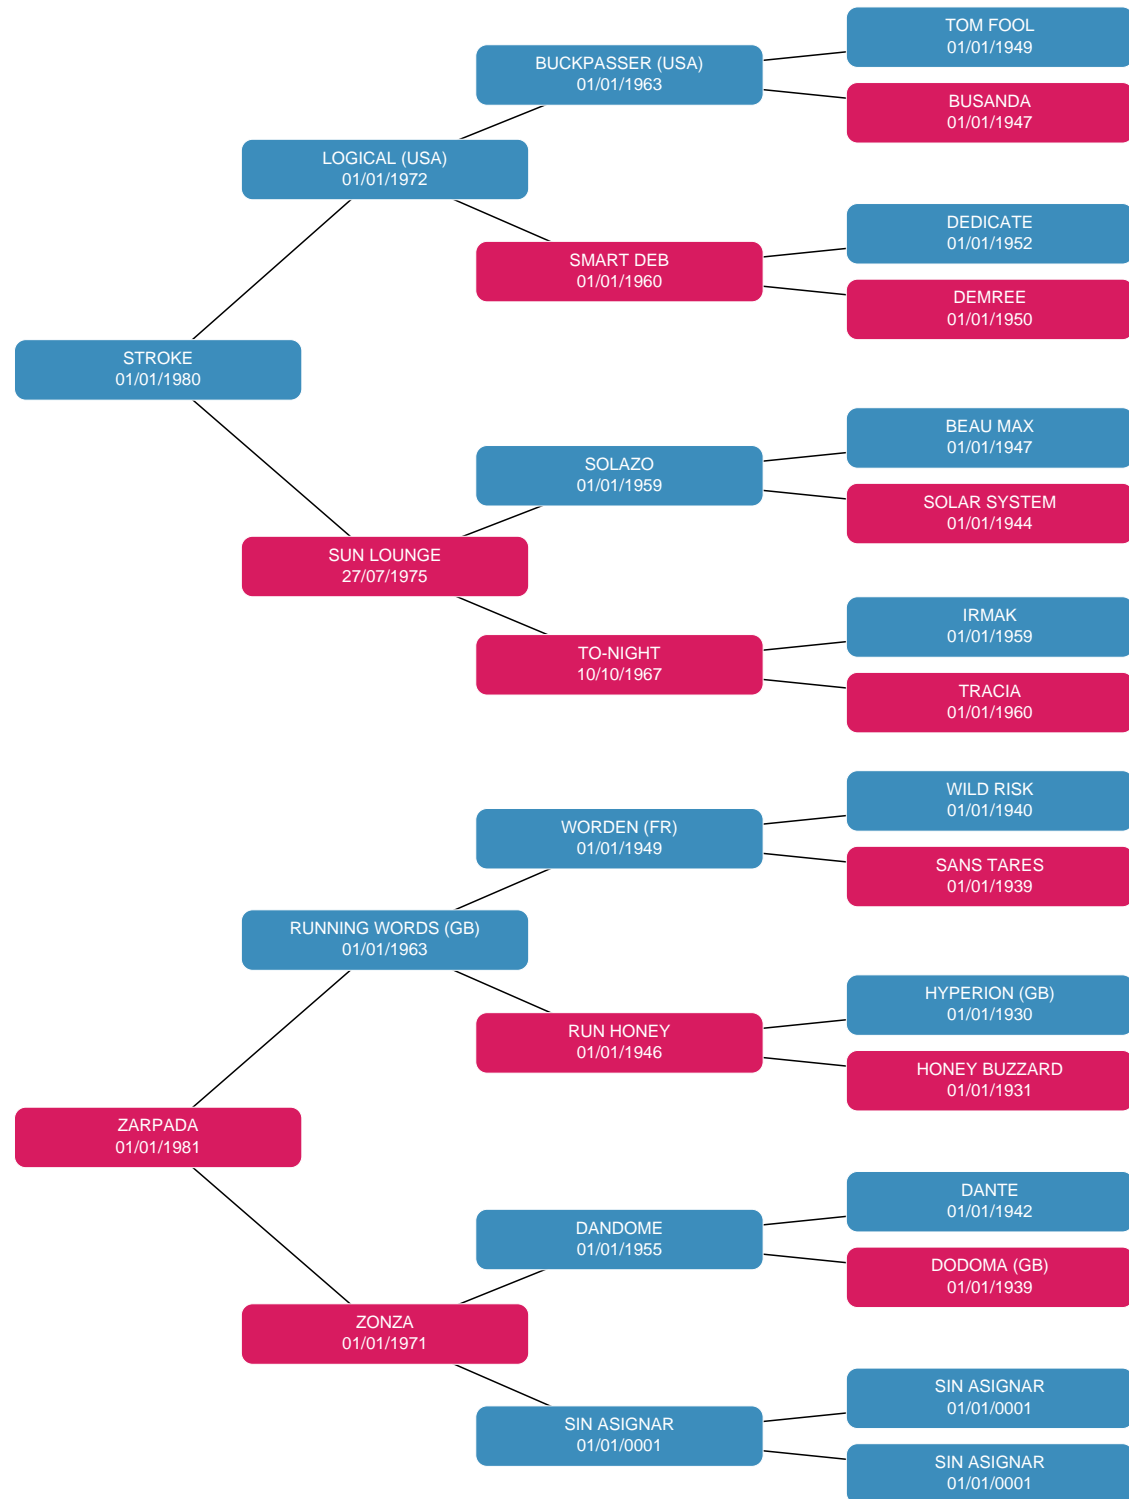 TOM FOOL
01/01/1949
BUCKPASSER (USA)
01/01/1963
BUSANDA
01/01/1947
LOGICAL (USA)
01/01/1972
DEDICATE
01/01/1952
SMART DEB
01/01/1960
DEMREE
01/01/1950
STROKE
01/01/1980
BEAU MAX
01/01/1947
SOLAZO
01/01/1959
SOLAR SYSTEM
01/01/1944
SUN LOUNGE
27/07/1975
IRMAK
01/01/1959
TO-NIGHT
10/10/1967
TRACIA
01/01/1960
WILD RISK
01/01/1940
WORDEN (FR)
01/01/1949
SANS TARES
01/01/1939
RUNNING WORDS (GB)
01/01/1963
HYPERION (GB)
01/01/1930
RUN HONEY
01/01/1946
HONEY BUZZARD
01/01/1931
ZARPADA
01/01/1981
DANTE
01/01/1942
DANDOME
01/01/1955
DODOMA (GB)
01/01/1939
ZONZA
01/01/1971
SIN ASIGNAR
01/01/0001
SIN ASIGNAR
01/01/0001
SIN ASIGNAR
01/01/0001